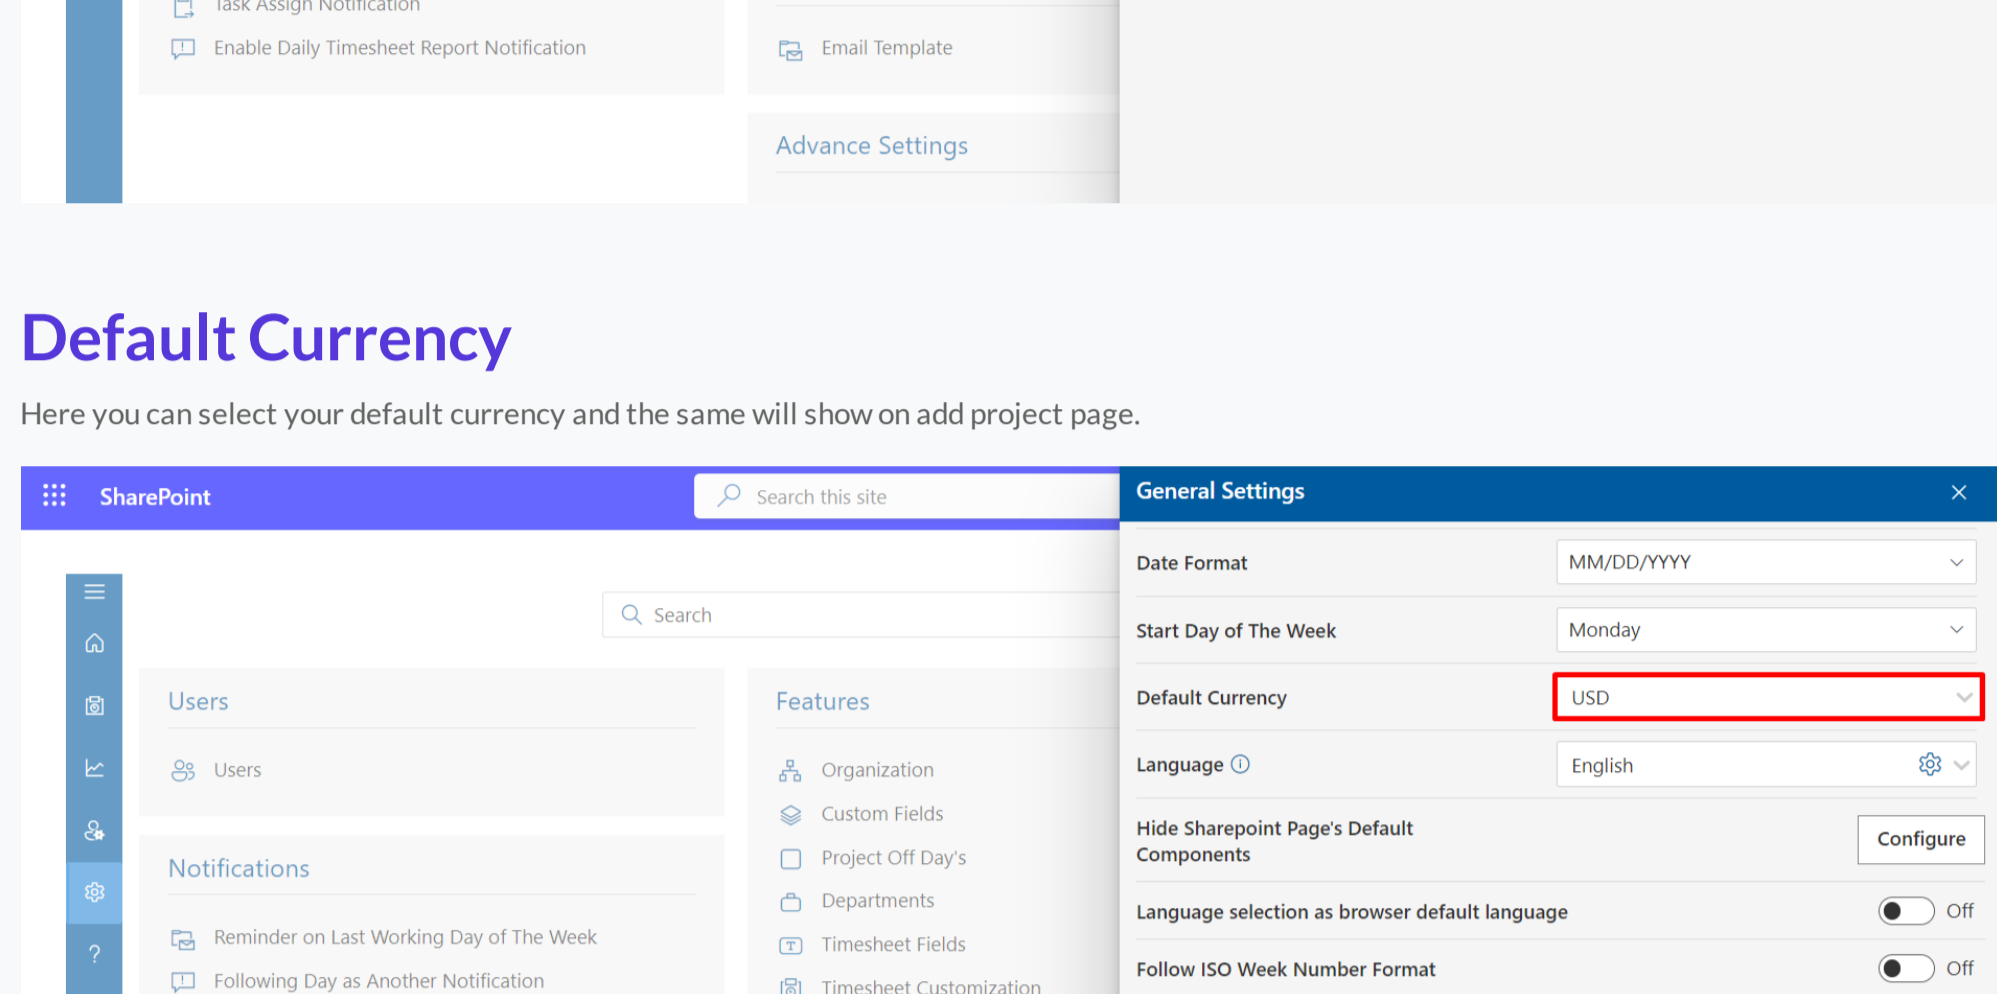 Task Assign Notification
Enable Daily Timesheet Report Notification
Email Template
Advance Settings
Default Currency
Here you can select your default currency and the same will show on add project page.
SharePoint
Search this site
Search
Users
Users
Notifications
Reminder on Last Working Day of The Week
Following Day as Another Notification
Features
Organization
Custom Fields
Project Off Day's
Departments
Timesheet Fields
Timesheet Customization
General Settings
Date Format
MM/DD/YYYY
Start Day of The Week
Monday
Default Currency
USD
Language
English
Hide Sharepoint Page's Default
Components
Configure
Language selection as browser default language
Off
Follow ISO Week Number Format
Off